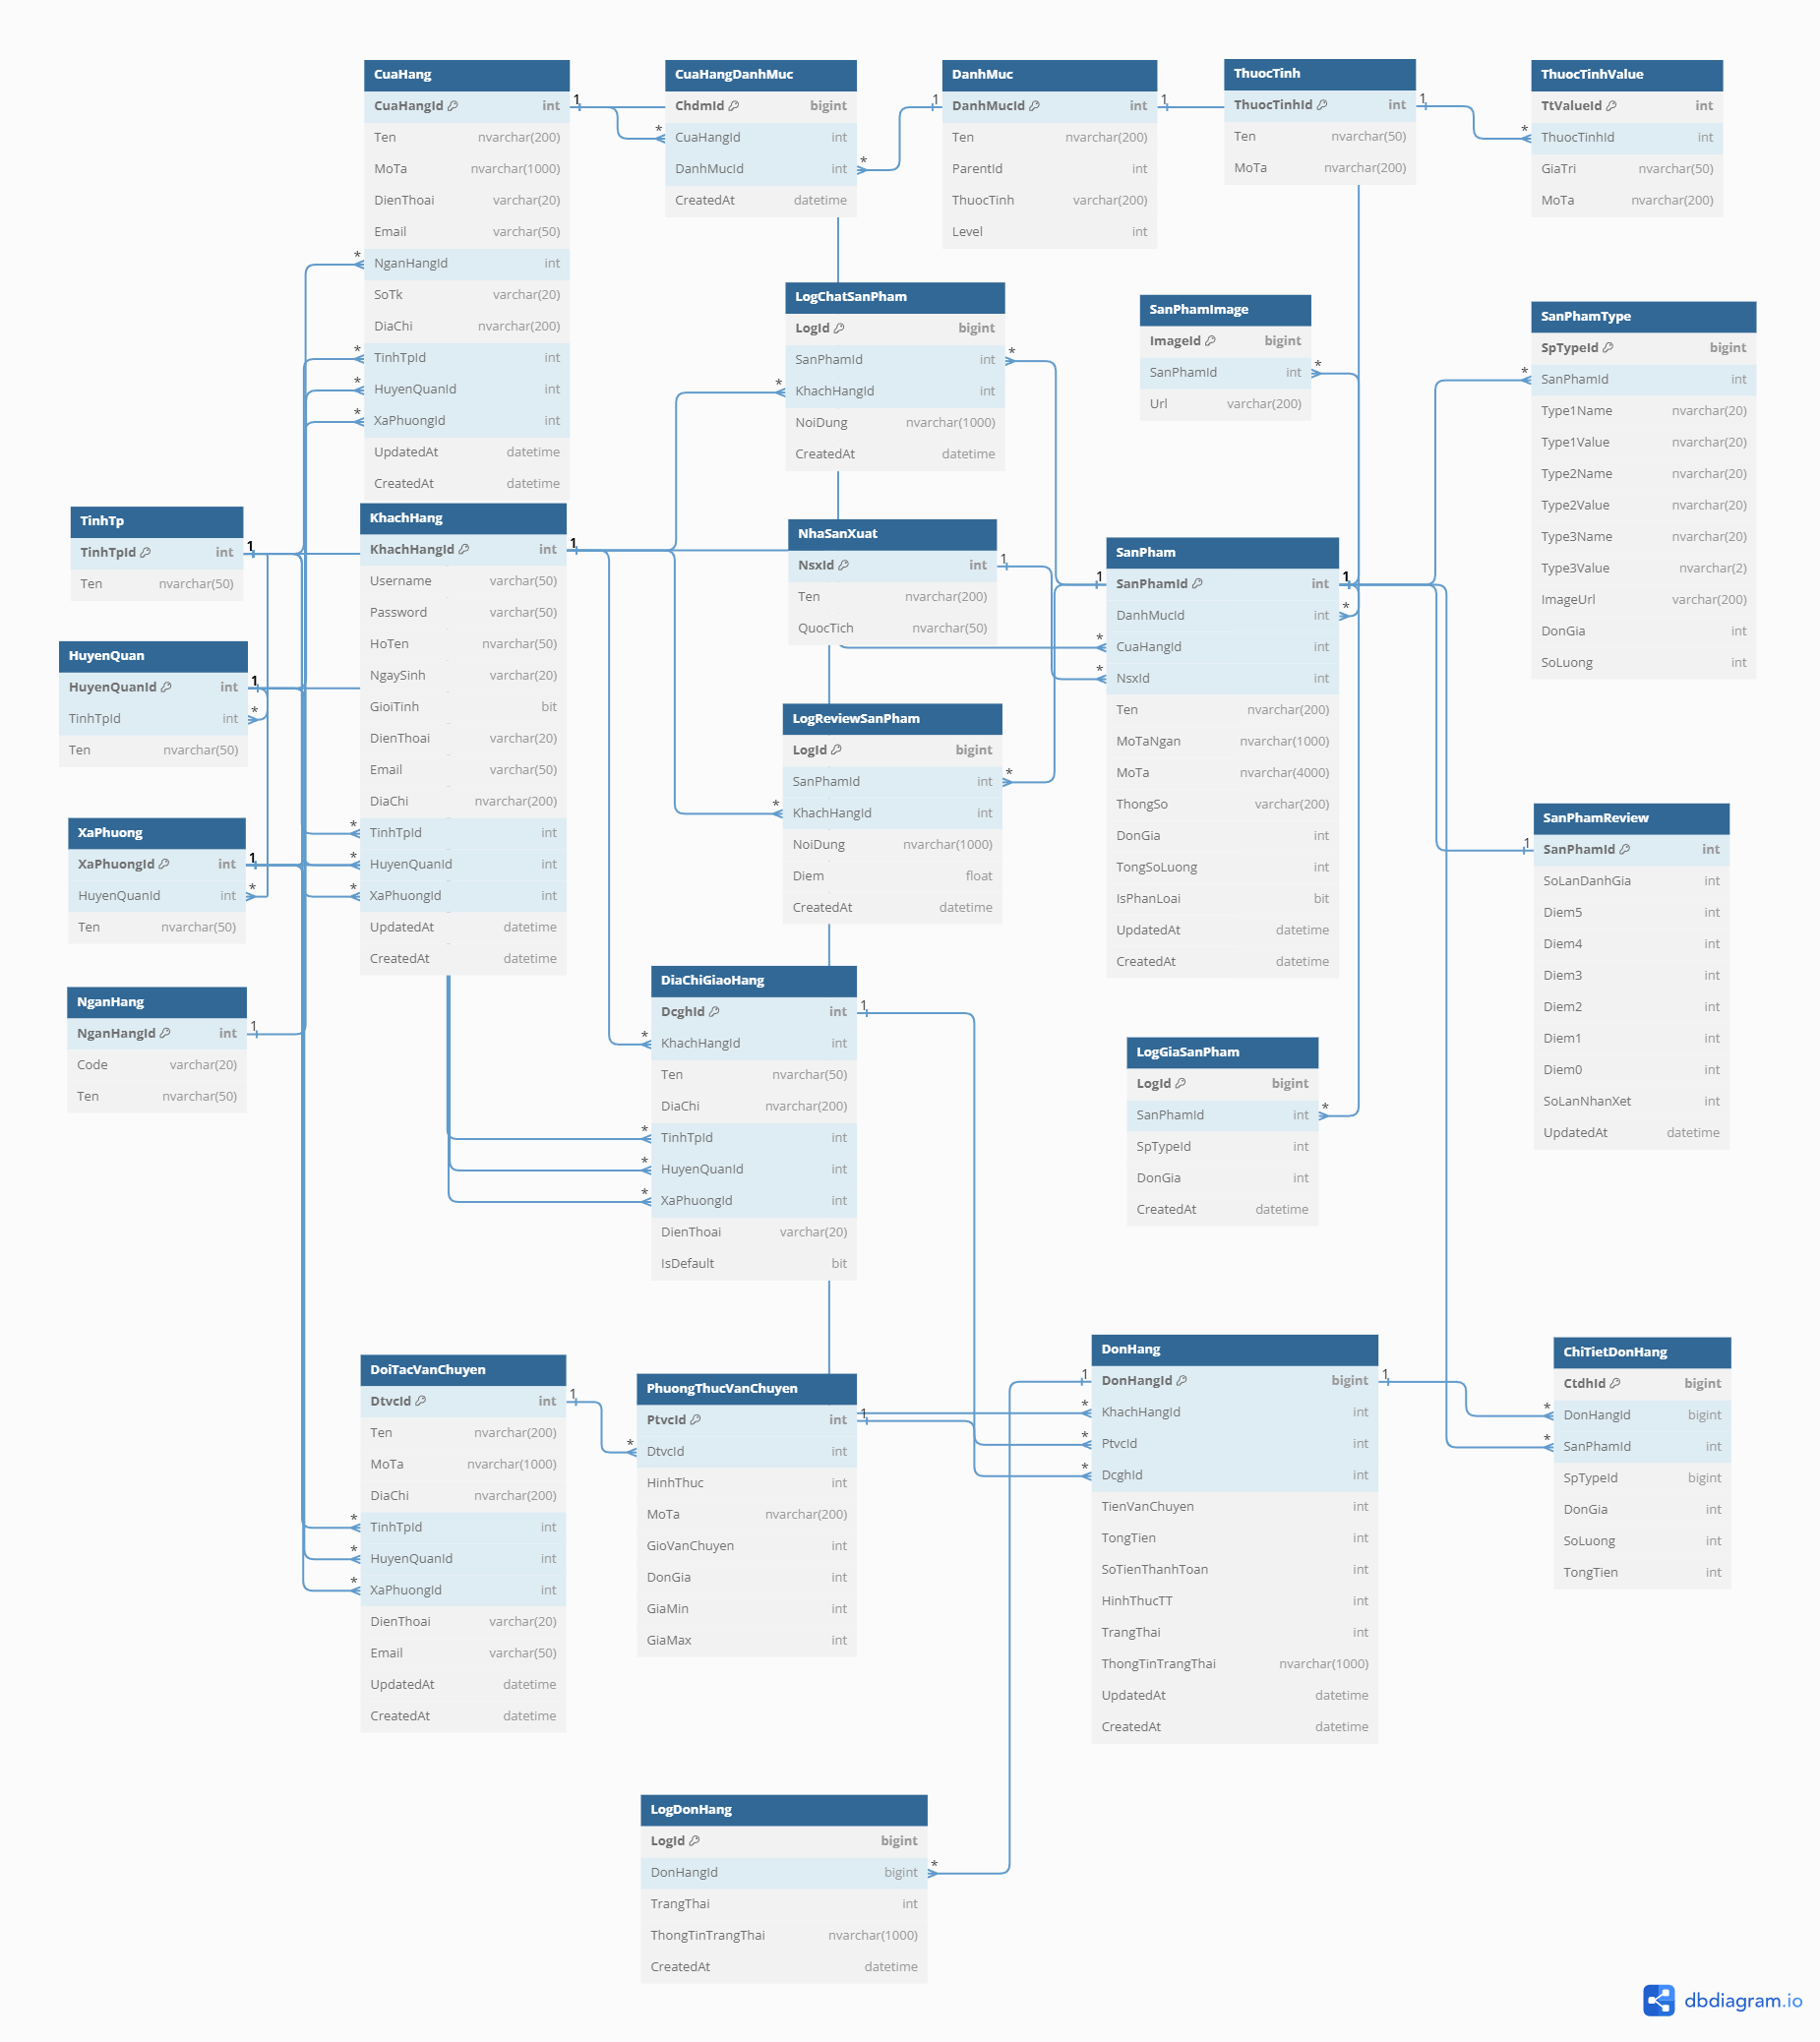 CuaHang
CuaHangId int
Ten nvarchar(200)
MoTa nvarchar(1000)
DienThoai varchar(20)
Email varchar(50)
NganHangId int
SoTk varchar(20)
DiaChi nvarchar(200)
TinhTpId int
HuyenQuanId int
XaPhuongId int
UpdatedAt datetime
CreatedAt datetime
CuaHangDanhMuc
ChdmId bigint
CuaHangId int
DanhMucId int
CreatedAt datetime
DanhMuc
DanhMucId int
Ten nvarchar(200)
ParentId int
ThuocTinh varchar(200)
Level int
ThuocTinh
ThuocTinhId int
Ten nvarchar(50)
MoTa nvarchar(200)
ThuocTinhValue
TtValueId int
ThuocTinhId int
GiaTri nvarchar(50)
MoTa nvarchar(200)
LogChatSanPham
LogId bigint
SanPhamId int
KhachHangId int
NoiDung nvarchar(1000)
CreatedAt datetime
SanPhamImage
ImageId bigint
SanPhamId int
Url varchar(200)
SanPhamType
SpTypeId bigint
SanPhamId int
Type1Name nvarchar(20)
Type1Value nvarchar(20)
Type2Name nvarchar(20)
Type2Value nvarchar(20)
Type3Name nvarchar(20)
Type3Value nvarchar(2)
ImageUrl varchar(200)
DonGia int
SoLuong int
TinhTp
TinhTpId int
Ten nvarchar(50)
HuyenQuan
HuyenQuanId int
TinhTpId int
Ten nvarchar(50)
XaPhuong
XaPhuongId int
HuyenQuanId int
Ten nvarchar(50)
NganHang
NganHangId int
Code varchar(20)
Ten nvarchar(50)
KhachHang
KhachHangId int
Username varchar(50)
Password varchar(50)
HoTen nvarchar(50)
NgaySinh varchar(20)
GioiTinh bit
DienThoai varchar(20)
Email varchar(50)
DiaChi nvarchar(200)
TinhTpId int
HuyenQuanId int
XaPhuongId int
UpdatedAt datetime
CreatedAt datetime
NhaSanXuat
NsxId int
Ten nvarchar(200)
QuocTich nvarchar(50)
LogReviewSanPham
LogId bigint
SanPhamId int
KhachHangId int
NoiDung nvarchar(1000)
Diem float
CreatedAt datetime
SanPham
SanPhamId int
DanhMucId int
CuaHangId int
NsxId int
Ten nvarchar(200)
MoTaNgan nvarchar(1000)
MoTa nvarchar(4000)
ThongSo varchar(200)
DonGia int
TongSoLuong int
IsPhanLoai bit
UpdatedAt datetime
CreatedAt datetime
SanPhamReview
SanPhamId int
SoLanDanhGia int
Diem5 int
Diem4 int
Diem3 int
Diem2 int
Diem1 int
Diem0 int
SoLanNhanXet int
UpdatedAt datetime
DiaChiGiaoHang
DcghId int
KhachHangId int
Ten nvarchar(50)
DiaChi nvarchar(200)
TinhTpId int
HuyenQuanId int
XaPhuongId int
DienThoai varchar(20)
IsDefault bit
LogGiaSanPham
LogId bigint
SanPhamId int
SpTypeId int
DonGia int
CreatedAt datetime
DoiTacVanChuyen
DtvcId int
Ten nvarchar(200)
MoTa nvarchar(1000)
DiaChi nvarchar(200)
TinhTpId int
HuyenQuanId int
XaPhuongId int
DienThoai varchar(20)
Email varchar(50)
UpdatedAt datetime
CreatedAt datetime
PhuongThucVanChuyen
PtvcId int
DtvcId int
HinhThuc int
MoTa nvarchar(200)
GioVanChuyen int
DonGia int
GiaMin int
GiaMax int
DonHang
DonHangId bigint
KhachHangId int
PtvcId int
DcghId int
TienVanChuyen int
TongTien int
SoTienThanhToan int
HinhThucTT int
TrangThai int
ThongTinTrangThai nvarchar(1000)
UpdatedAt datetime
CreatedAt datetime
ChiTietDonHang
CtdhId bigint
DonHangId bigint
SanPhamId int
SpTypeId bigint
DonGia int
SoLuong int
TongTien int
LogDonHang
LogId bigint
DonHangId bigint
TrangThai int
ThongTinTrangThai nvarchar(1000)
CreatedAt datetime
dbdiagram.io